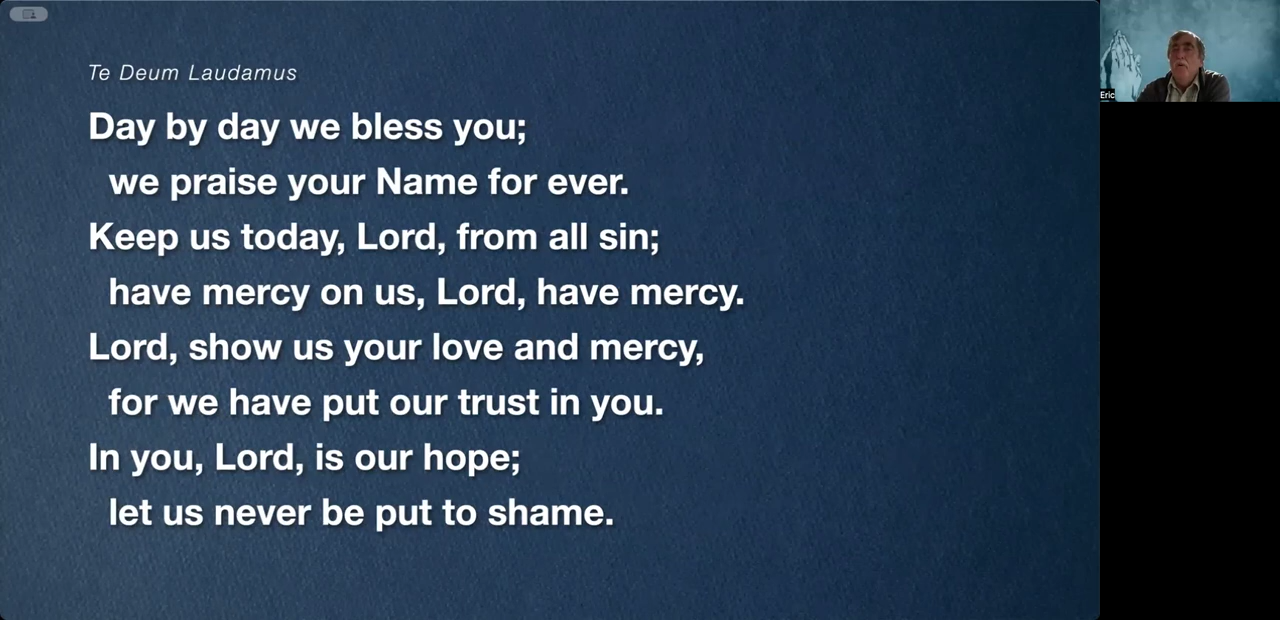 Te Deum Laudamus
Day by day we bless you;
we praise your Name for ever.
Keep us today, Lord, from all sin;
have mercy on us, Lord, have mercy.
Lord, show us your love and mercy,
for we have put our trust in you.
In you, Lord, is our hope;
let us never be put to shame.
Eric